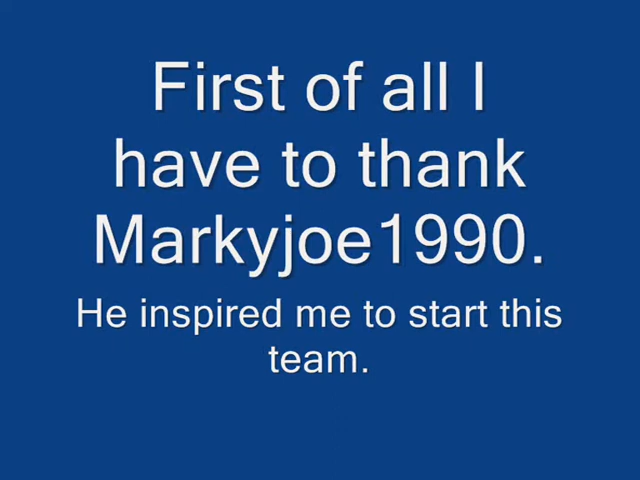 First of all I
have to thank
Markyjoe1990.
He inspired me to start this
team.